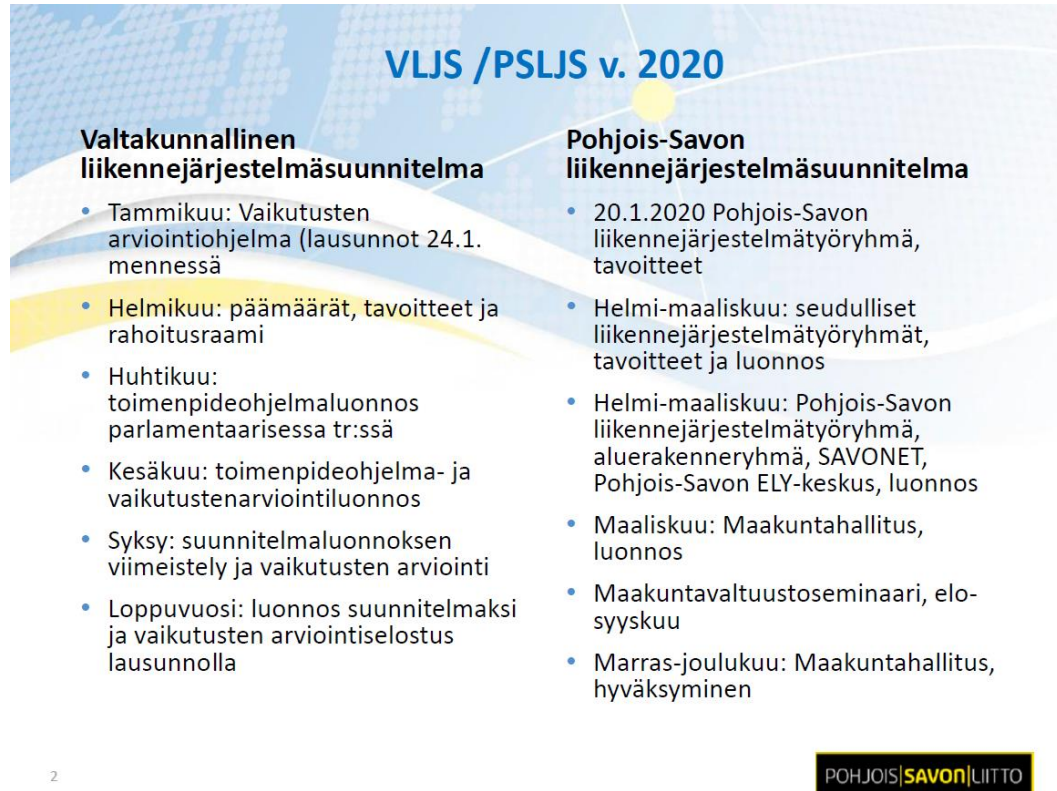 VLJS /PSLJS v. 2020
Valtakunnallinen
liikennejärjestelmäsuunnitelma
• Tammikuu: Vaikutusten
arviointiohjelma (lausunnot 24.1.
mennessä
• Helmikuu: päämäärät, tavoitteet ja
rahoitusraami
• Huhtikuu:
toimenpideohjelmaluonnos
parlamentaarisessa tr:ssä
• Kesäkuu: toimenpideohjelma- ja
vaikutustenarviointiluonnos
• Syksy: suunnitelmaluonnoksen
viimeistely ja vaikutusten arviointi
• Loppuvuosi: luonnos suunnitelmaksi
ja vaikutusten arviointiselostus
lausunnolla
Pohjois-Savon
liikennejärjestelmäsuunnitelma
• 20.1.2020 Pohjois-Savon
liikennejärjestelmätyöryhmä,
tavoitteet
• Helmi-maaliskuu: seudulliset
liikennejärjestelmätyöryhmät,
tavoitteet ja luonnos
• Helmi-maaliskuu: Pohjois-Savon
liikennejärjestelmätyöryhmä,
aluerakenneryhmä, SAVONET,
Pohjois-Savon ELY-keskus, luonnos
• Maaliskuu: Maakuntahallitus,
luonnos
• Maakuntavaltuustoseminaari, elo-
syyskuu
• Marras-joulukuu: Maakuntahallitus,
hyväksyminen
2
POHJOIS|SAVON|LIITTO